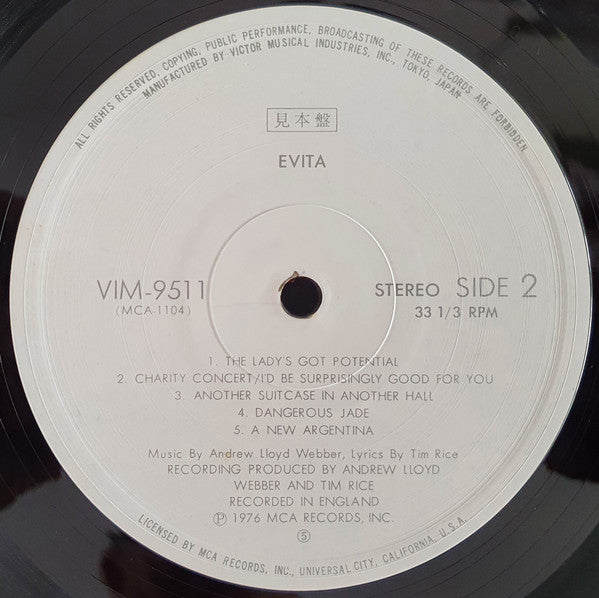 ALL RIGHTS RESERVED, COPYING, PUBLIC PERFORMANCE, BROADCASTING OF THESE RECORDS ARE FORBIDDEN
MANUFACTURED BY VICTOR MUSICAL INDUSTRIES, INC., TOKYO, JAPAN
見本盤
EVITA
VIM-9511
(MCA-1104)
STEREO SIDE 2
33 1/3 RPM
1. THE LADY'S GOT POTENTIAL
2. CHARITY CONCERT/I'D BE SURPRISINGLY GOOD FOR YOU
3. ANOTHER SUITCASE IN ANOTHER HALL
4. DANGEROUS JADE
5. A NEW ARGENTINA
Music By Andrew Lloyd Webber, Lyrics By Tim Rice
RECORDING PRODUCED BY ANDREW LLOYD
WEBBER AND TIM RICE
RECORDED IN ENGLAND
Ⓟ 1976 MCA RECORDS, INC.
⑤
LICENSED BY MCA RECORDS, INC., UNIVERSAL CITY, CALIFORNIA, U.S.A.